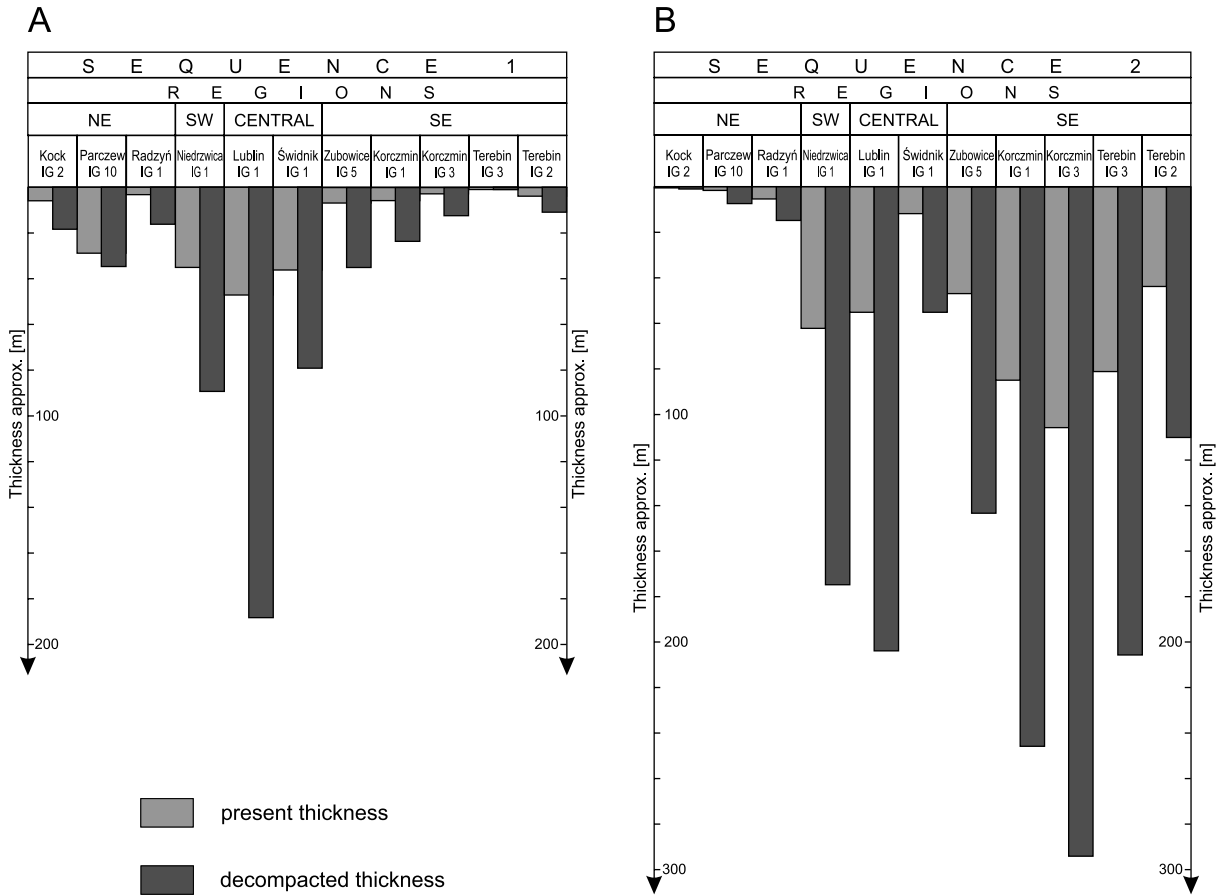 A
SEQUENCE 1
REGIONS
NE SW CENTRAL SE
Kock Parczew Radzyń Niedrzwica Lublin Świdnik Zubowice Korczmin Korczmin Terebin Terebin
IG 2 IG 10 IG 1 IG 1 IG 1 IG 1 IG 5 IG 1 IG 3 IG 3 IG 2
Thickness approx. [m]
100
200
Thickness approx. [m]
100
200
B
SEQUENCE 2
REGIONS
NE SW CENTRAL SE
Kock Parczew Radzyń Niedrzwica Lublin Świdnik Zubowice Korczmin Korczmin Terebin Terebin
IG 2 IG 10 IG 1 IG 1 IG 1 IG 1 IG 5 IG 1 IG 3 IG 3 IG 2
Thickness approx. [m]
100
200
300
Thickness approx. [m]
100
200
300
present thickness
decompacted thickness